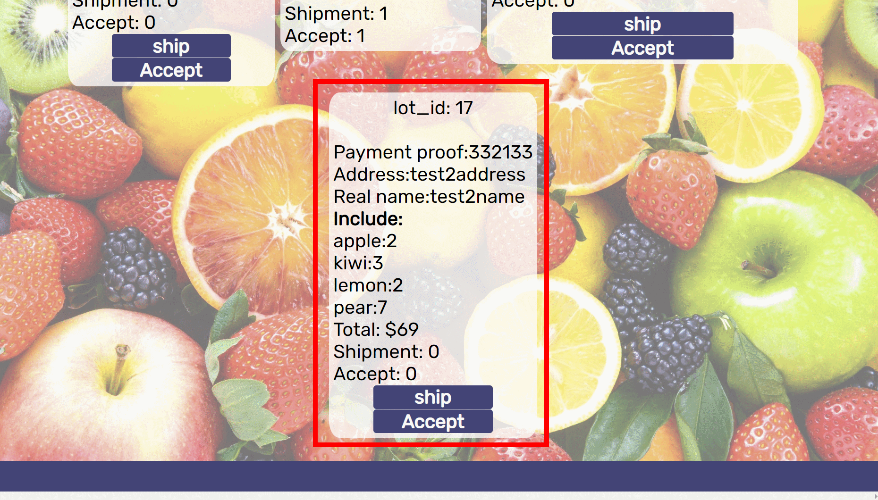 Shipment: 0
Accept: 0
ship
Accept
Shipment: 1
Accept: 1
Accept: 0
ship
Accept
lot_id: 17
Payment proof:332133
Address:test2address
Real name:test2name
Include:
apple:2
kiwi:3
lemon:2
pear:7
Total: $69
Shipment: 0
Accept: 0
ship
Accept